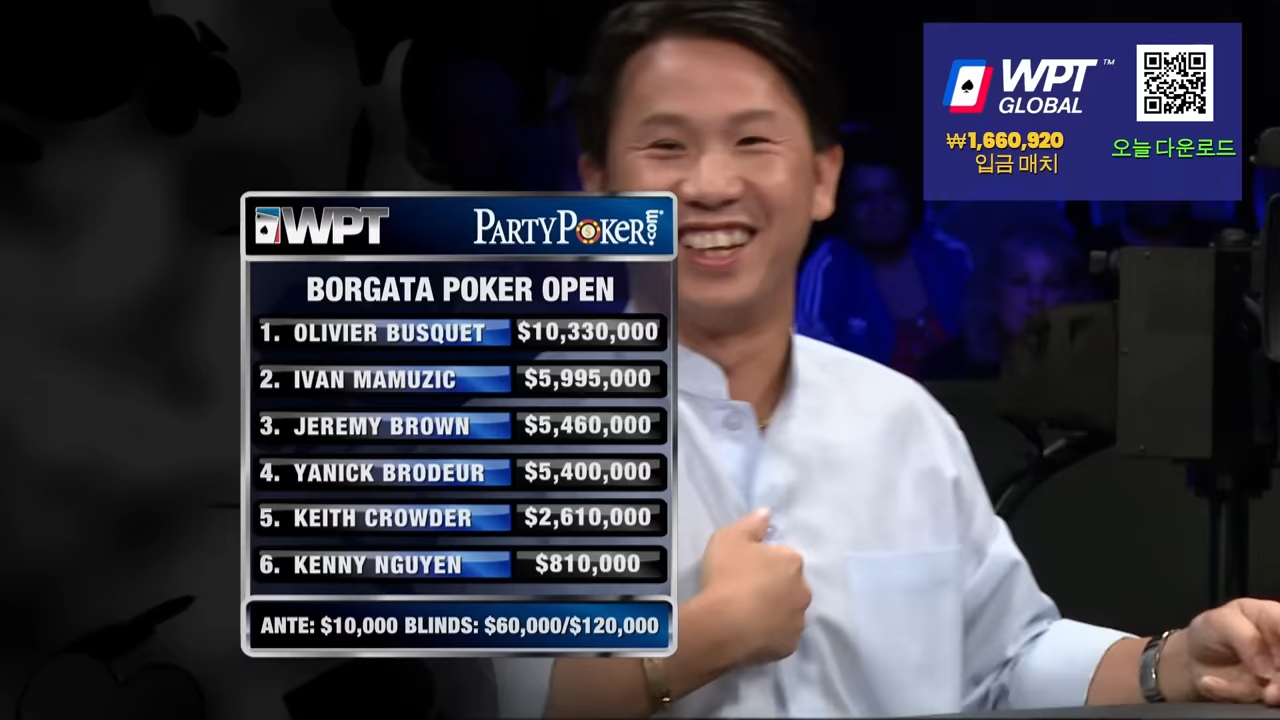 WPT™
GLOBAL
₩1,660,920
입금 매치
오늘 다운로드
WPT
PARTYPOKER.com
BORGATA POKER OPEN
1. OLIVIER BUSQUET $10,330,000
2. IVAN MAMUZIC $5,995,000
3. JEREMY BROWN $5,460,000
4. YANICK BRODEUR $5,400,000
5. KEITH CROWDER $2,610,000
6. KENNY NGUYEN $810,000
ANTE: $10,000 BLINDS: $60,000/$120,000